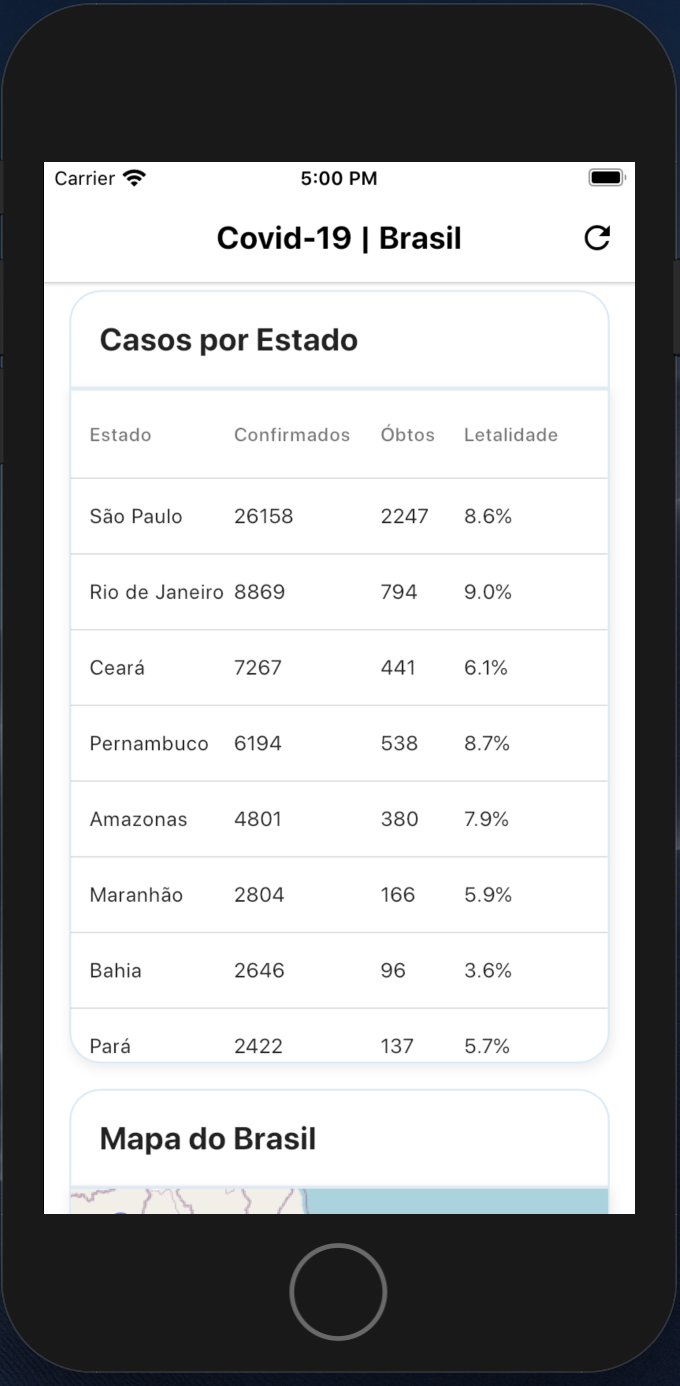 Carrier 5:00 PM
Covid-19 | Brasil
Casos por Estado
Estado Confirmados Óbtos Letalidade
São Paulo 26158 2247 8.6%
Rio de Janeiro 8869 794 9.0%
Ceará 7267 441 6.1%
Pernambuco 6194 538 8.7%
Amazonas 4801 380 7.9%
Maranhão 2804 166 5.9%
Bahia 2646 96 3.6%
Pará 2422 137 5.7%
Mapa do Brasil